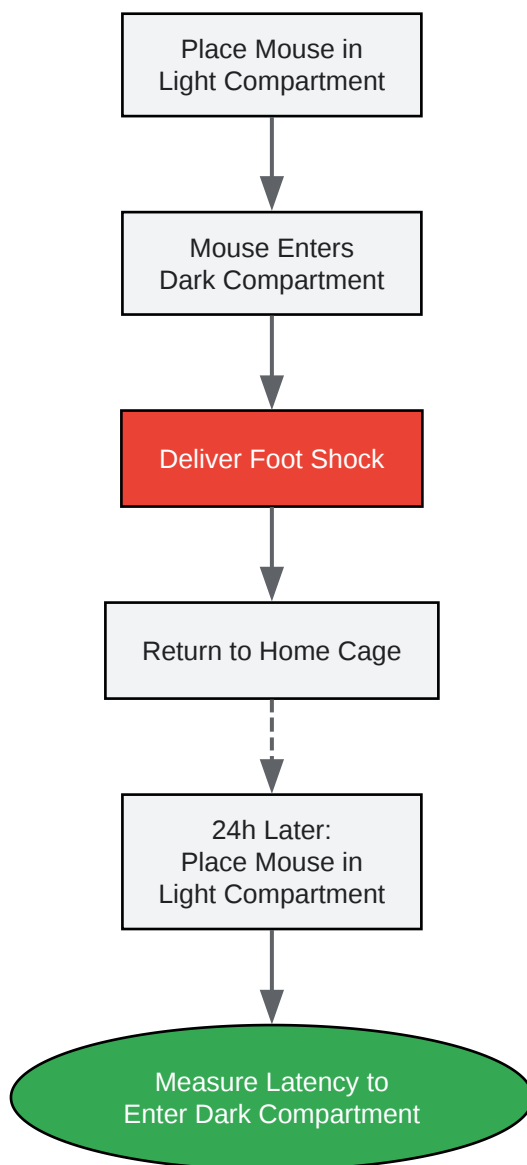 Place Mouse in
Light Compartment
Mouse Enters
Dark Compartment
Deliver Foot Shock
Return to Home Cage
24h Later:
Place Mouse in
Light Compartment
Measure Latency to
Enter Dark Compartment